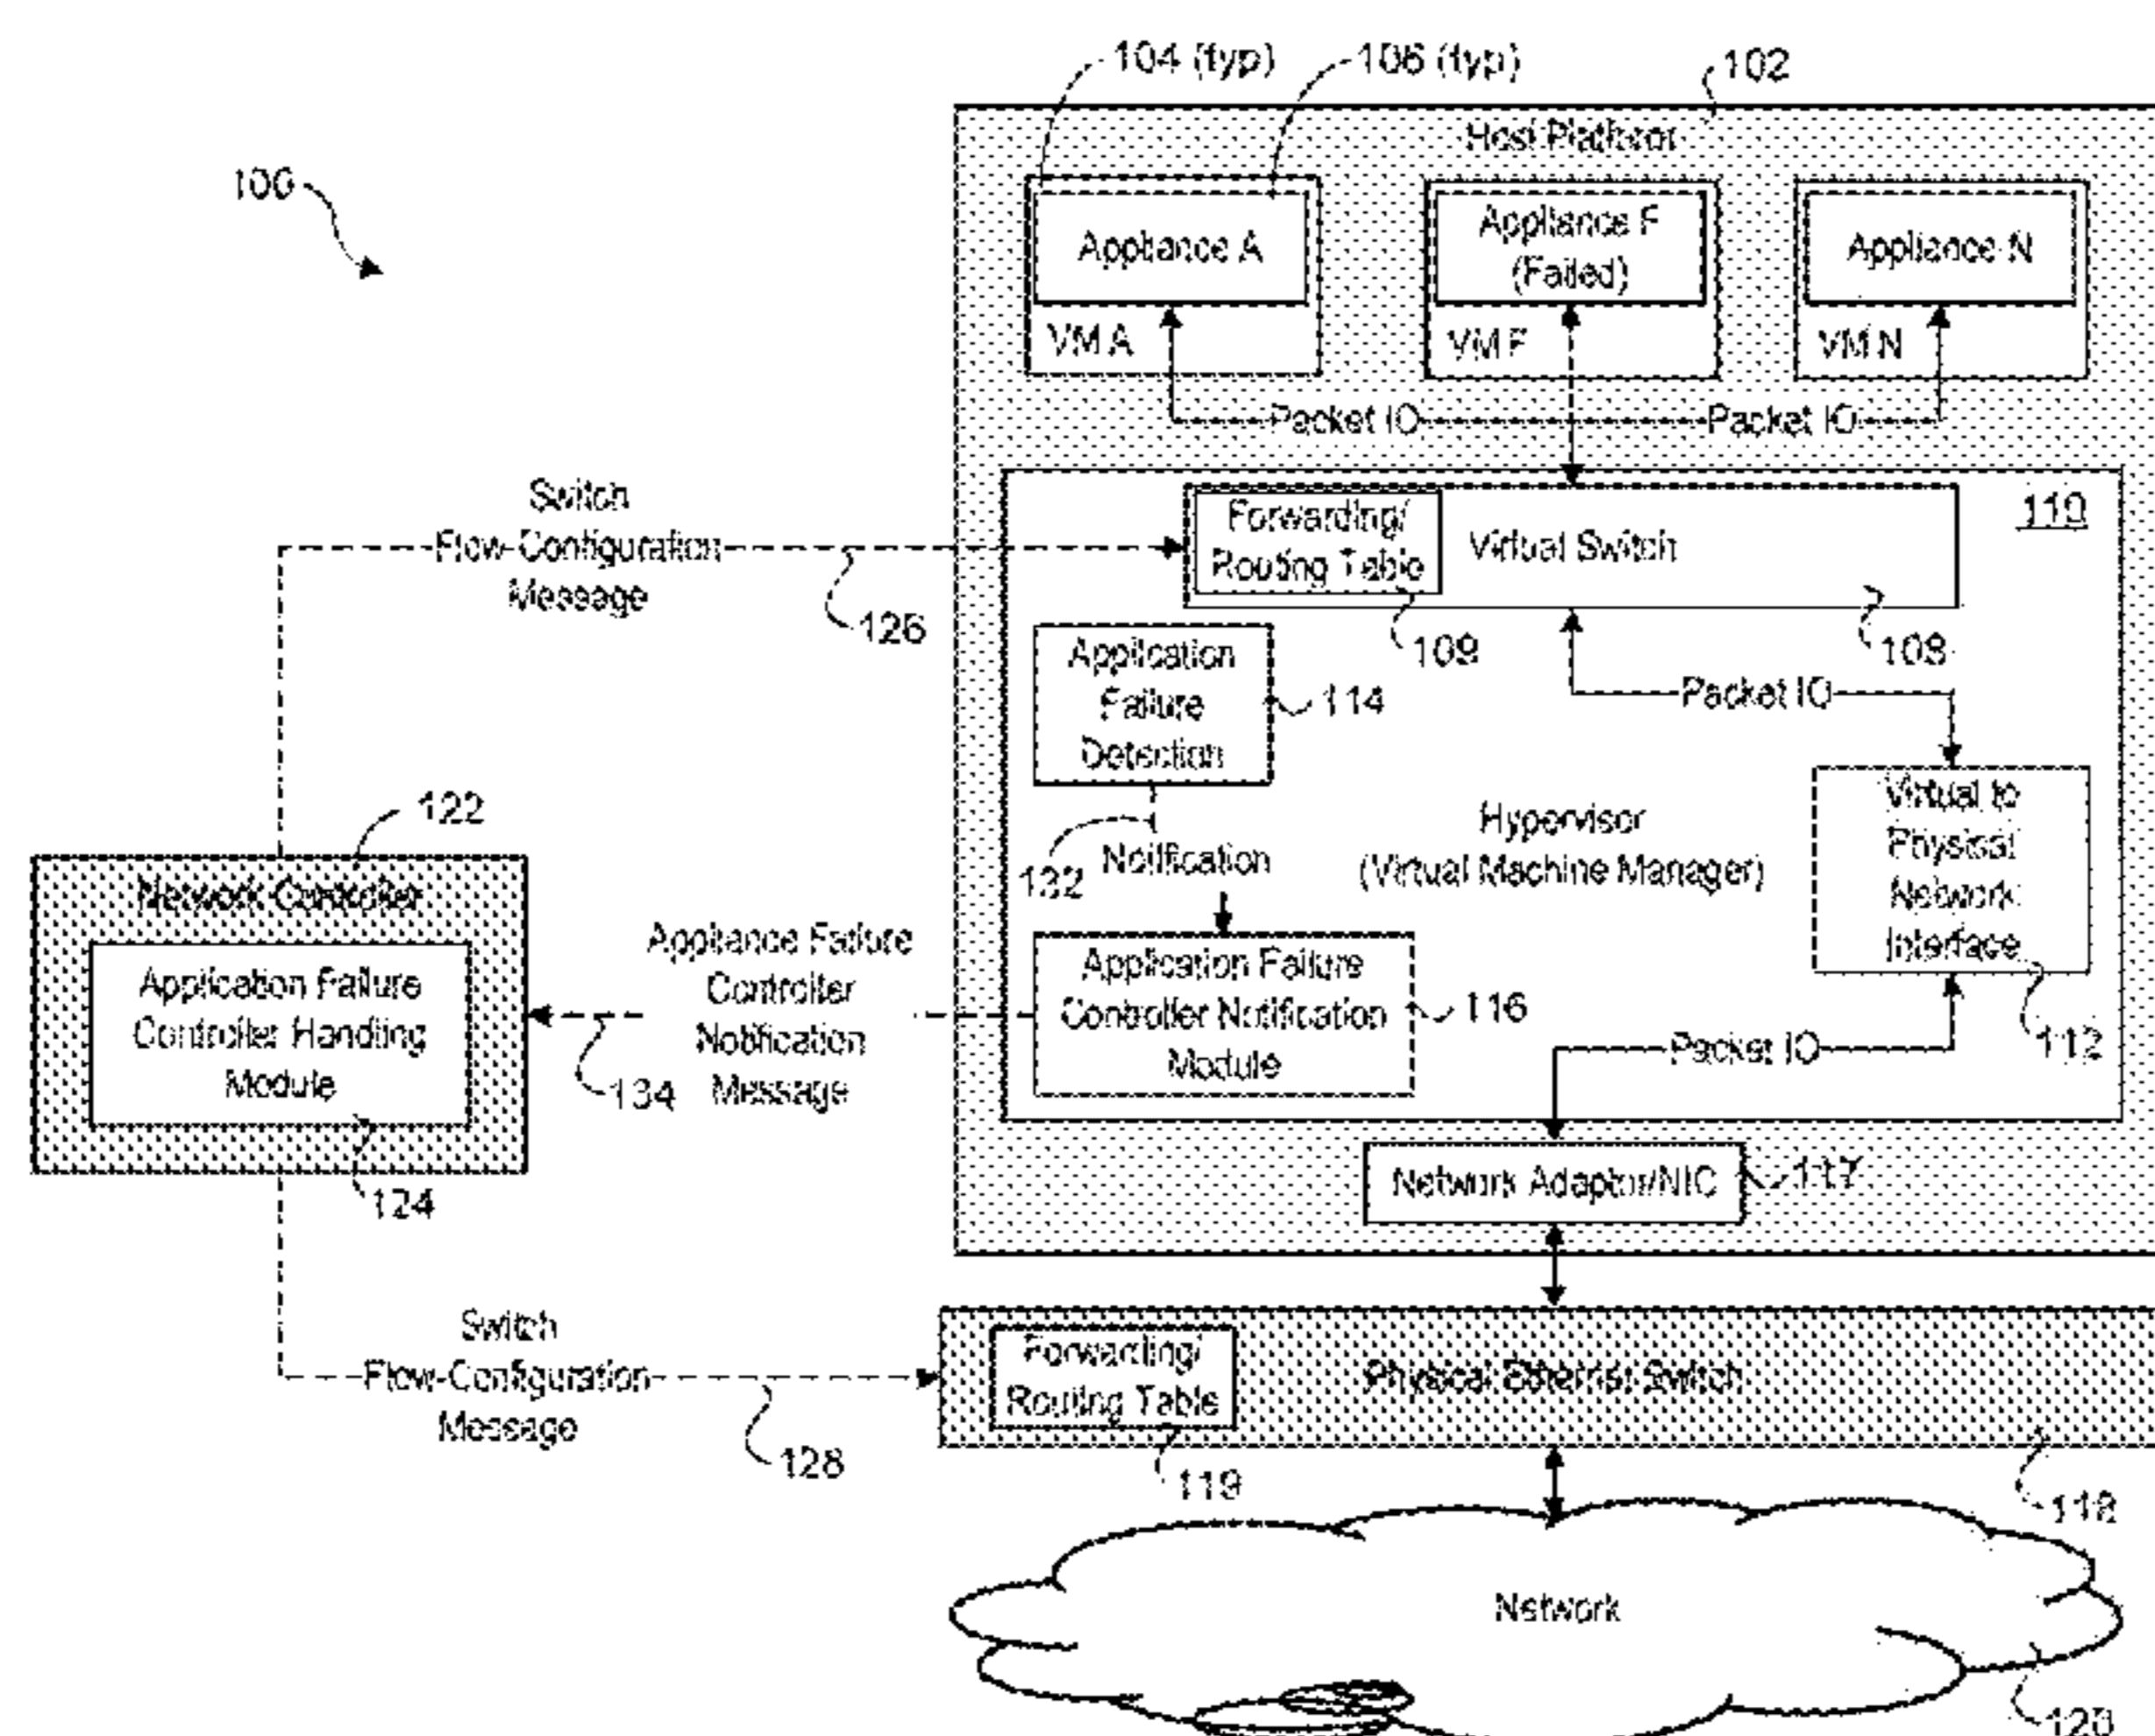 100
104 (typ)
106 (typ)
102
Host Platform
Appliance A
VM A
Appliance F
(Failed)
VM F
Appliance N
VM N
Packet IO
Packet IO
Switch
Flow-Configuration
Message
126
Forwarding/
Routing Table
109
Virtual Switch
108
110
Application
Failure
Detection
114
Packet IO
132
Notification
Hypervisor
(Virtual Machine Manager)
Virtual to
Physical
Network
Interface
112
122
Network Controller
Application Failure
Controller Handling
Module
124
Appliance Failure
Controller
Notification
Message
134
Application Failure
Controller Notification
Module
116
Packet IO
Network Adaptor/NIC
117
Switch
Flow-Configuration
Message
128
Forwarding/
Routing Table
119
Physical Ethernet Switch
118
Network
120